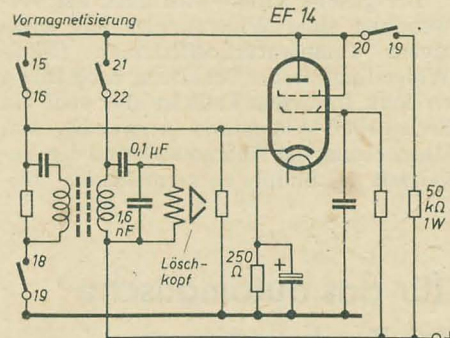 Vormagnetisierung
EF 14
15
16
21
22
20
19
0,1 µF
1,6
nF
Lösch-
kopf
250
Ω
+
50
kΩ
1W
18
19